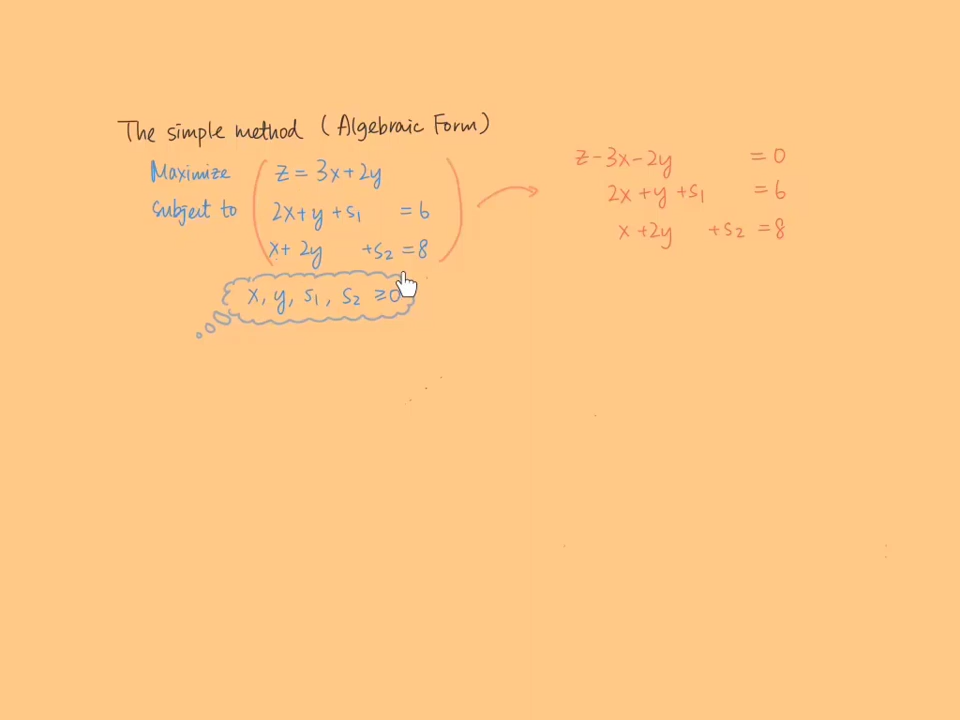 The simple method (Algebraic Form)
Maximize z = 3x + 2y
Subject to 2x + y + s₁ = 6
x + 2y + s₂ = 8
x, y, s₁, s₂ ≥ 0
z - 3x - 2y = 0
2x + y + s₁ = 6
x + 2y + s₂ = 8